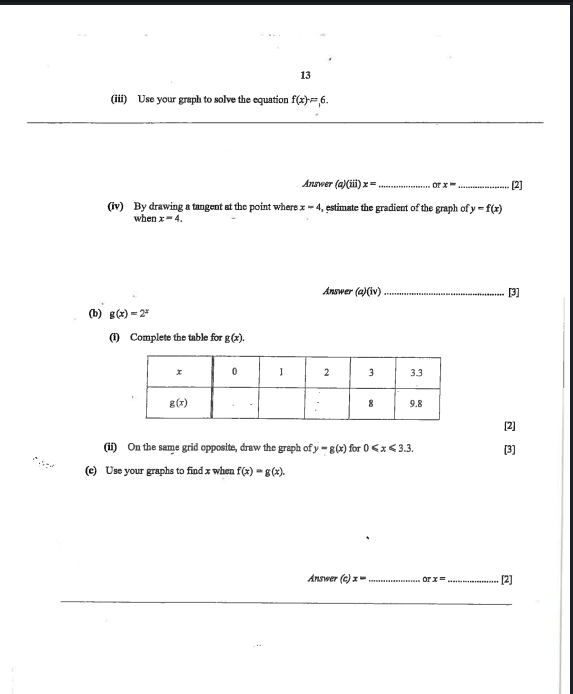 13
(iii) Use your graph to solve the equation f(x) = 6.
Answer (a)(iii) x = .................... or x = .................... [2]
(iv) By drawing a tangent at the point where x = 4, estimate the gradient of the graph of y = f(x)
when x = 4.
Answer (a)(iv) ................................................ [3]
(b) g(x) = 2ˣ
(i) Complete the table for g(x).
x 0 1 2 3 3.3
g(x) 8 9.8
[2]
(ii) On the same grid opposite, draw the graph of y = g(x) for 0 ⩽ x ⩽ 3.3. [3]
(c) Use your graphs to find x when f(x) = g(x).
Answer (c) x = .................... or x = .................... [2]